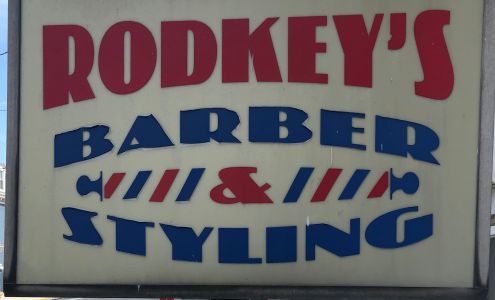 RODKEY'S
BARBER
&
STYLING